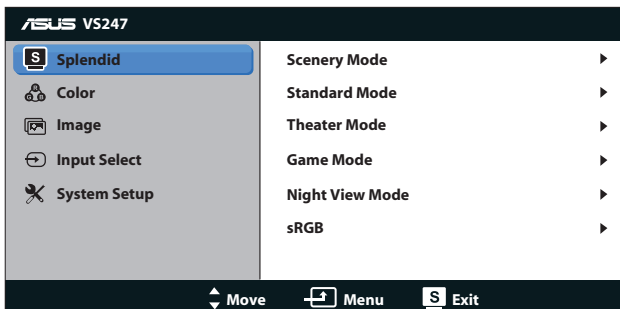 ASUS VS247
S Splendid
Color
Image
Input Select
System Setup
Scenery Mode
Standard Mode
Theater Mode
Game Mode
Night View Mode
sRGB
Move Menu S Exit